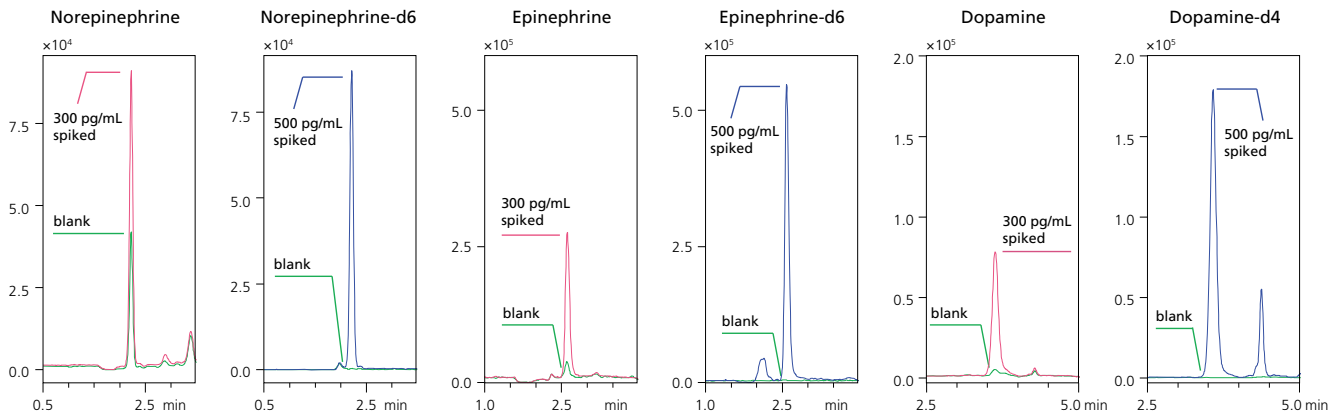 Norepinephrine
×10⁴
7.5
5.0
2.5
0.0
300 pg/mL
spiked
blank
0.5
2.5
min
Norepinephrine-d6
×10⁴
7.5
5.0
2.5
0.0
500 pg/mL
spiked
blank
0.5
2.5
min
Epinephrine
×10⁵
5.0
2.5
0.0
300 pg/mL
spiked
blank
1.0
2.5
min
Epinephrine-d6
×10⁵
5.0
2.5
0.0
500 pg/mL
spiked
blank
1.0
2.5
min
Dopamine
×10⁵
2.0
1.5
1.0
0.5
0.0
300 pg/mL
spiked
blank
2.5
5.0 min
Dopamine-d4
×10⁵
2.0
1.5
1.0
0.5
0.0
500 pg/mL
spiked
blank
2.5
5.0 min